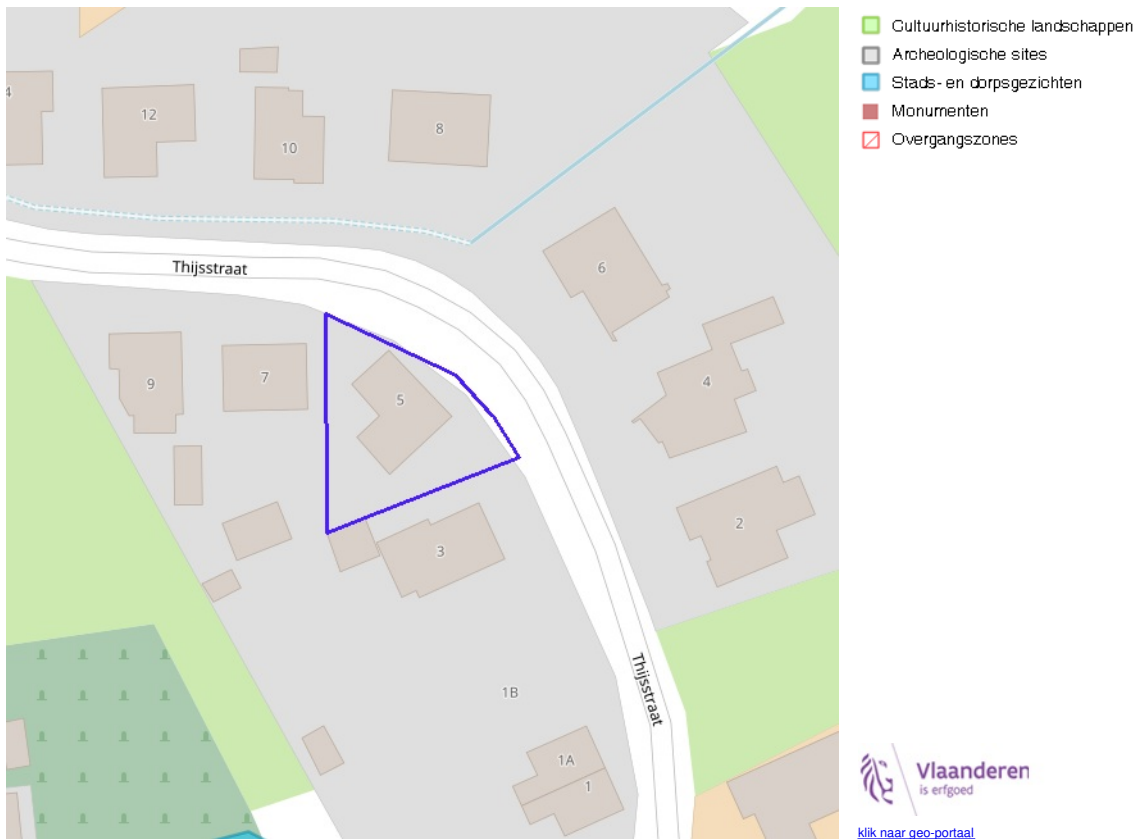 Cultuurhistorische landschappen
Archeologische sites
Stads- en dorpsgezichten
Monumenten
Overgangszones
4
12
10
8
Thijsstraat
6
9
7
5
4
3
2
Thijsstraat
1B
1A
1
Vlaanderen
is erfgoed
klik naar geo-portaal